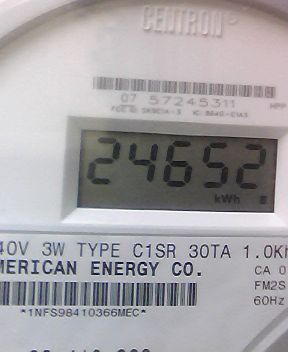 CENTRON
07 57245311
24652
kWh
40V 3W TYPE C1SR 30TA 1.0Kh
MERICAN ENERGY CO.
CA 0
FM2S
60Hz
*1NFS98410366MEC*